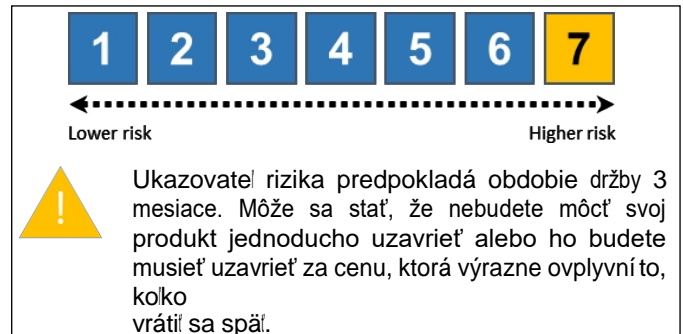 1 2 3 4 5 6 7
Lower risk Higher risk
!
Ukazovateľ rizika predpokladá obdobie držby 3
mesiace. Môže sa stať, že nebudete môcť svoj
produkt jednoducho uzavrieť alebo ho budete
musieť uzavrieť za cenu, ktorá výrazne ovplyvní to,
koľko
vrátiť sa späť.